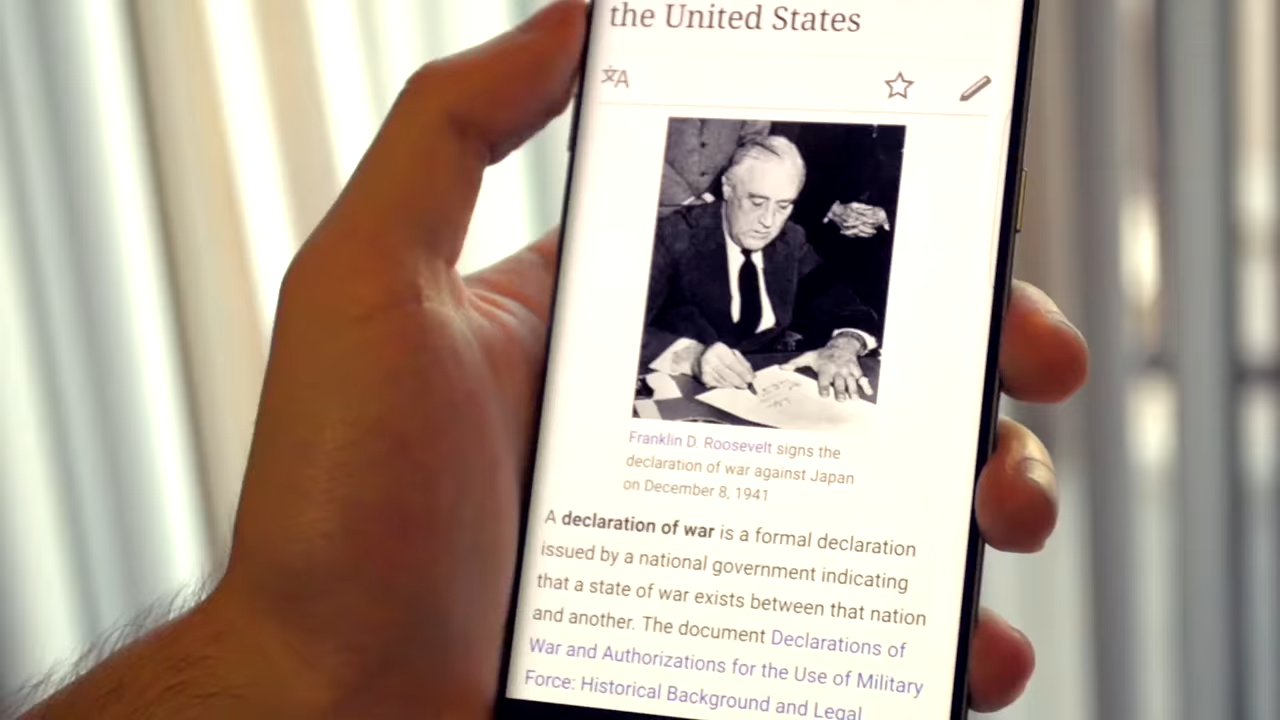 the United States
文A
Franklin D. Roosevelt signs the
declaration of war against Japan
on December 8, 1941
A declaration of war is a formal declaration
issued by a national government indicating
that a state of war exists between that nation
and another. The document Declarations of
War and Authorizations for the Use of Military
Force: Historical Background and Legal